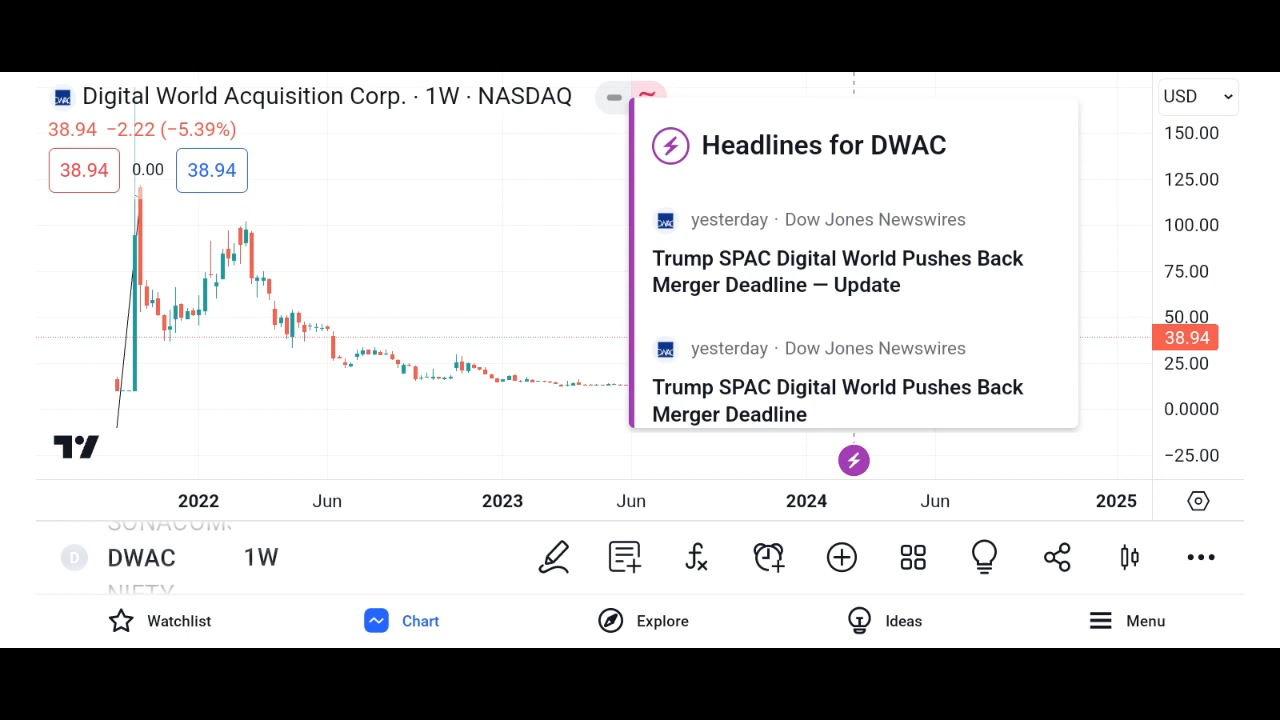 Digital World Acquisition Corp. · 1W · NASDAQ
38.94 −2.22 (−5.39%)
38.94 0.00 38.94
Headlines for DWAC
yesterday · Dow Jones Newswires
Trump SPAC Digital World Pushes Back
Merger Deadline — Update
yesterday · Dow Jones Newswires
Trump SPAC Digital World Pushes Back
Merger Deadline
USD
150.00
125.00
100.00
75.00
50.00
38.94
25.00
0.0000
−25.00
2022 Jun 2023 Jun 2024 Jun 2025
D DWAC 1W
NIFTY
Watchlist Chart Explore Ideas Menu